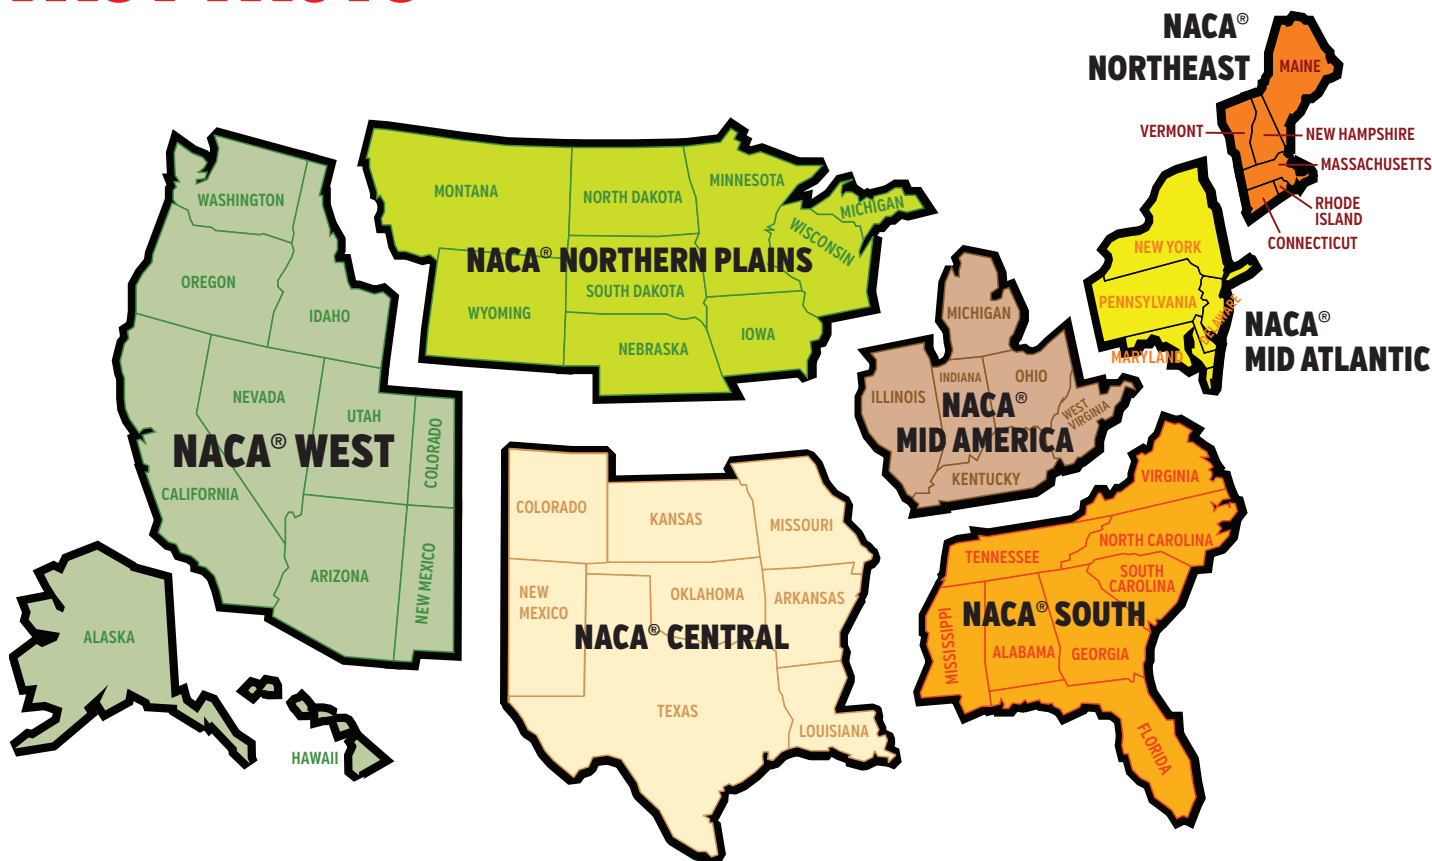 NACA®
NORTHEAST
MAINE
VERMONT
NEW HAMPSHIRE
MASSACHUSETTS
RHODE
ISLAND
CONNECTICUT
WASHINGTON
OREGON
IDAHO
NEVADA
UTAH
COLORADO
NACA® WEST
CALIFORNIA
ARIZONA
NEW MEXICO
ALASKA
HAWAII
MONTANA
NORTH DAKOTA
MINNESOTA
MICHIGAN
WISCONSIN
NACA® NORTHERN PLAINS
SOUTH DAKOTA
WYOMING
IOWA
NEBRASKA
NEW YORK
PENNSYLVANIA
DELAWARE
MARYLAND
NACA®
MID ATLANTIC
MICHIGAN
INDIANA
OHIO
ILLINOIS
NACA®
MID AMERICA
WEST
VIRGINIA
KENTUCKY
COLORADO
KANSAS
MISSOURI
NEW
MEXICO
OKLAHOMA
ARKANSAS
NACA® CENTRAL
TEXAS
LOUISIANA
VIRGINIA
NORTH CAROLINA
TENNESSEE
SOUTH
CAROLINA
NACA® SOUTH
MISSISSIPPI
ALABAMA
GEORGIA
FLORIDA